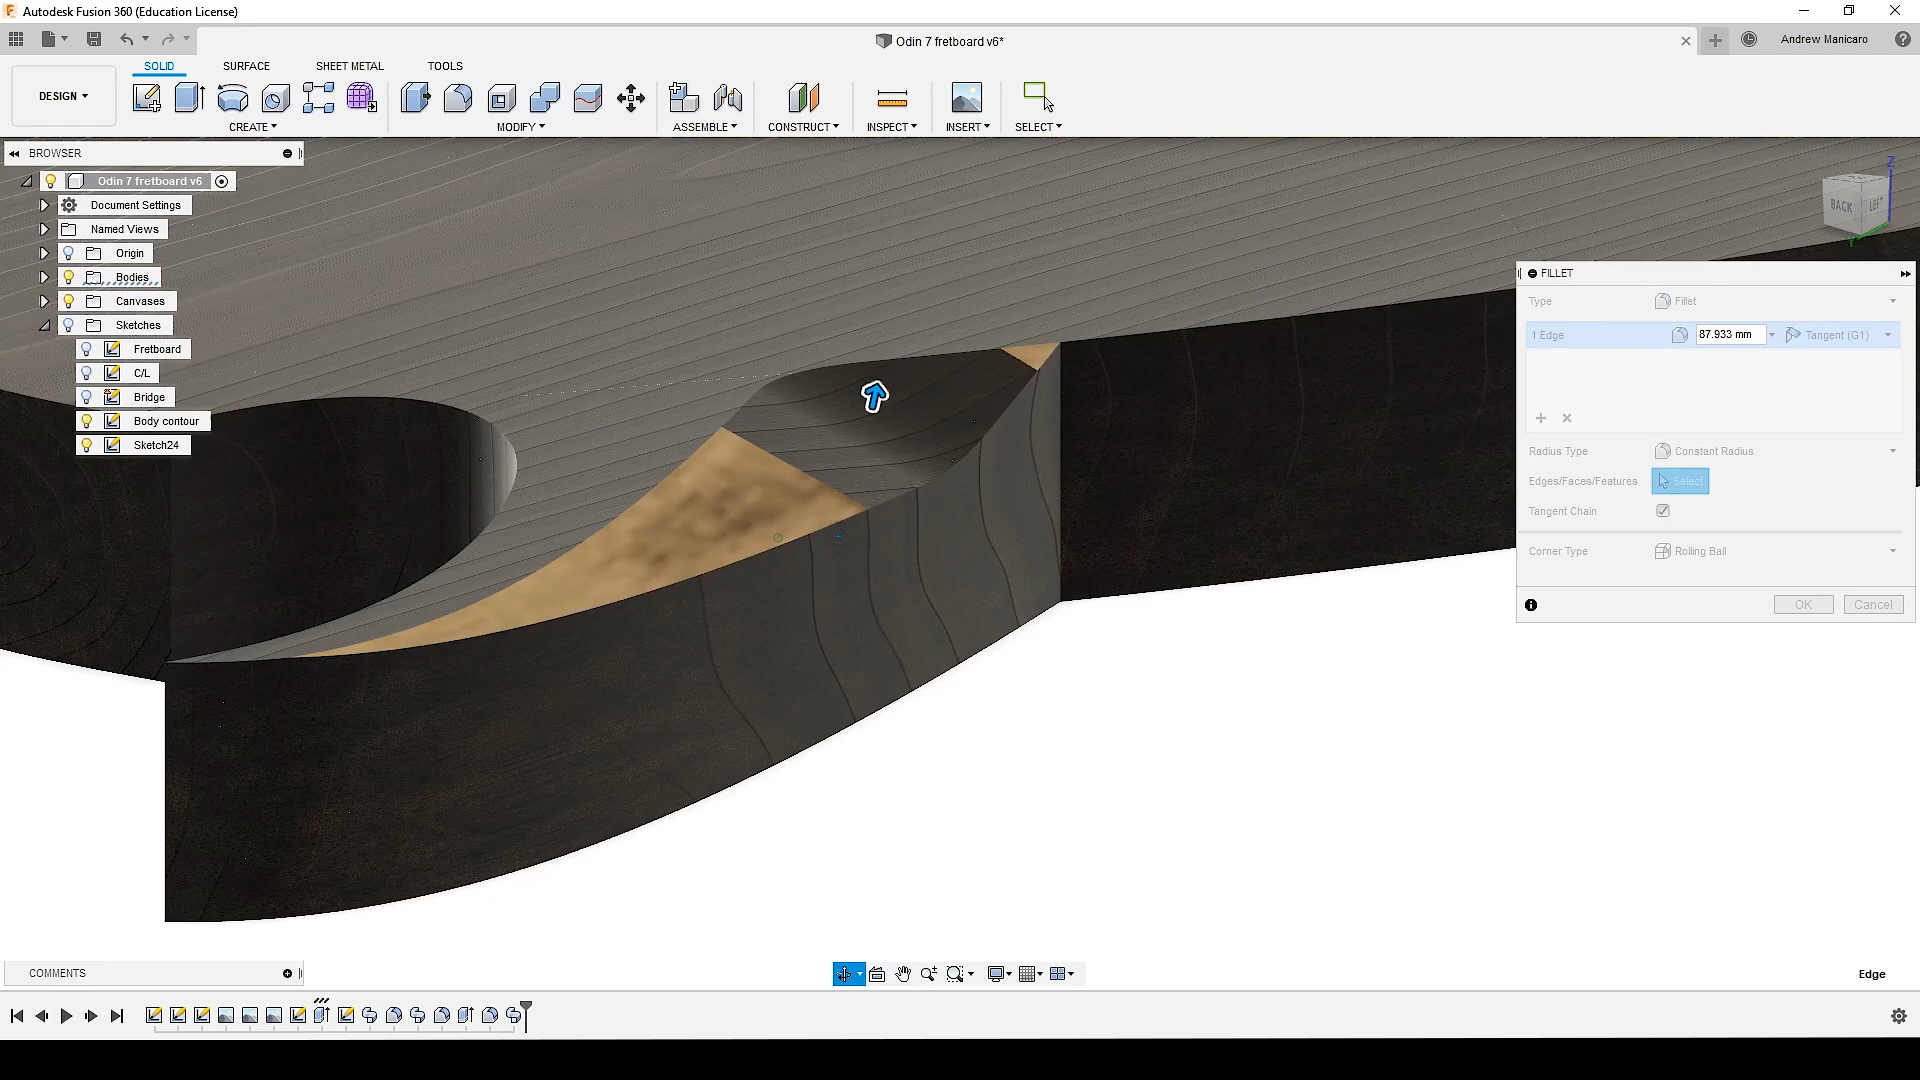 Autodesk Fusion 360 (Education License)
Odin 7 fretboard v6*
Andrew Manicaro
DESIGN
SOLID
SURFACE
SHEET METAL
TOOLS
CREATE
MODIFY
ASSEMBLE
CONSTRUCT
INSPECT
INSERT
SELECT
BROWSER
Odin 7 fretboard v6
Document Settings
Named Views
Origin
Bodies
Canvases
Sketches
Fretboard
C/L
Bridge
Body contour
Sketch24
Z
BACK
LEFT
Y
FILLET
Type
Fillet
1 Edge
87.933 mm
Tangent (G1)
Radius Type
Constant Radius
Edges/Faces/Features
Select
Tangent Chain
Corner Type
Rolling Ball
OK
Cancel
COMMENTS
Edge